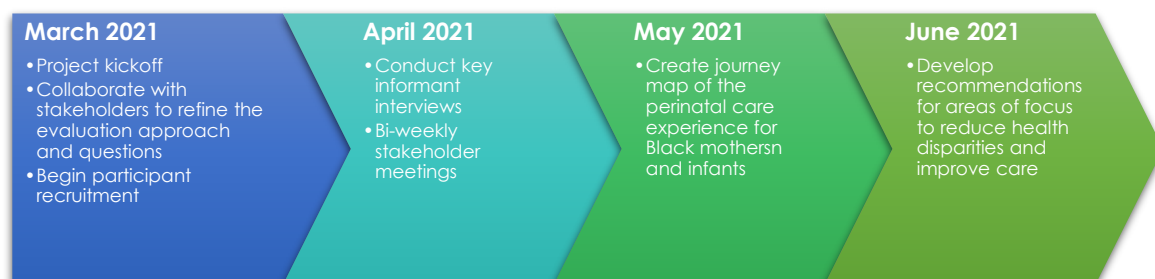 March 2021
•Project kickoff
•Collaborate with
stakeholders to refine the
evaluation approach
and questions
•Begin participant
recruitment
April 2021
•Conduct key
informant
interviews
•Bi-weekly
stakeholder
meetings
May 2021
•Create journey
map of the
perinatal care
experience for
Black mothersn
and infants
June 2021
•Develop
recommendations
for areas of focus
to reduce health
disparities and
improve care